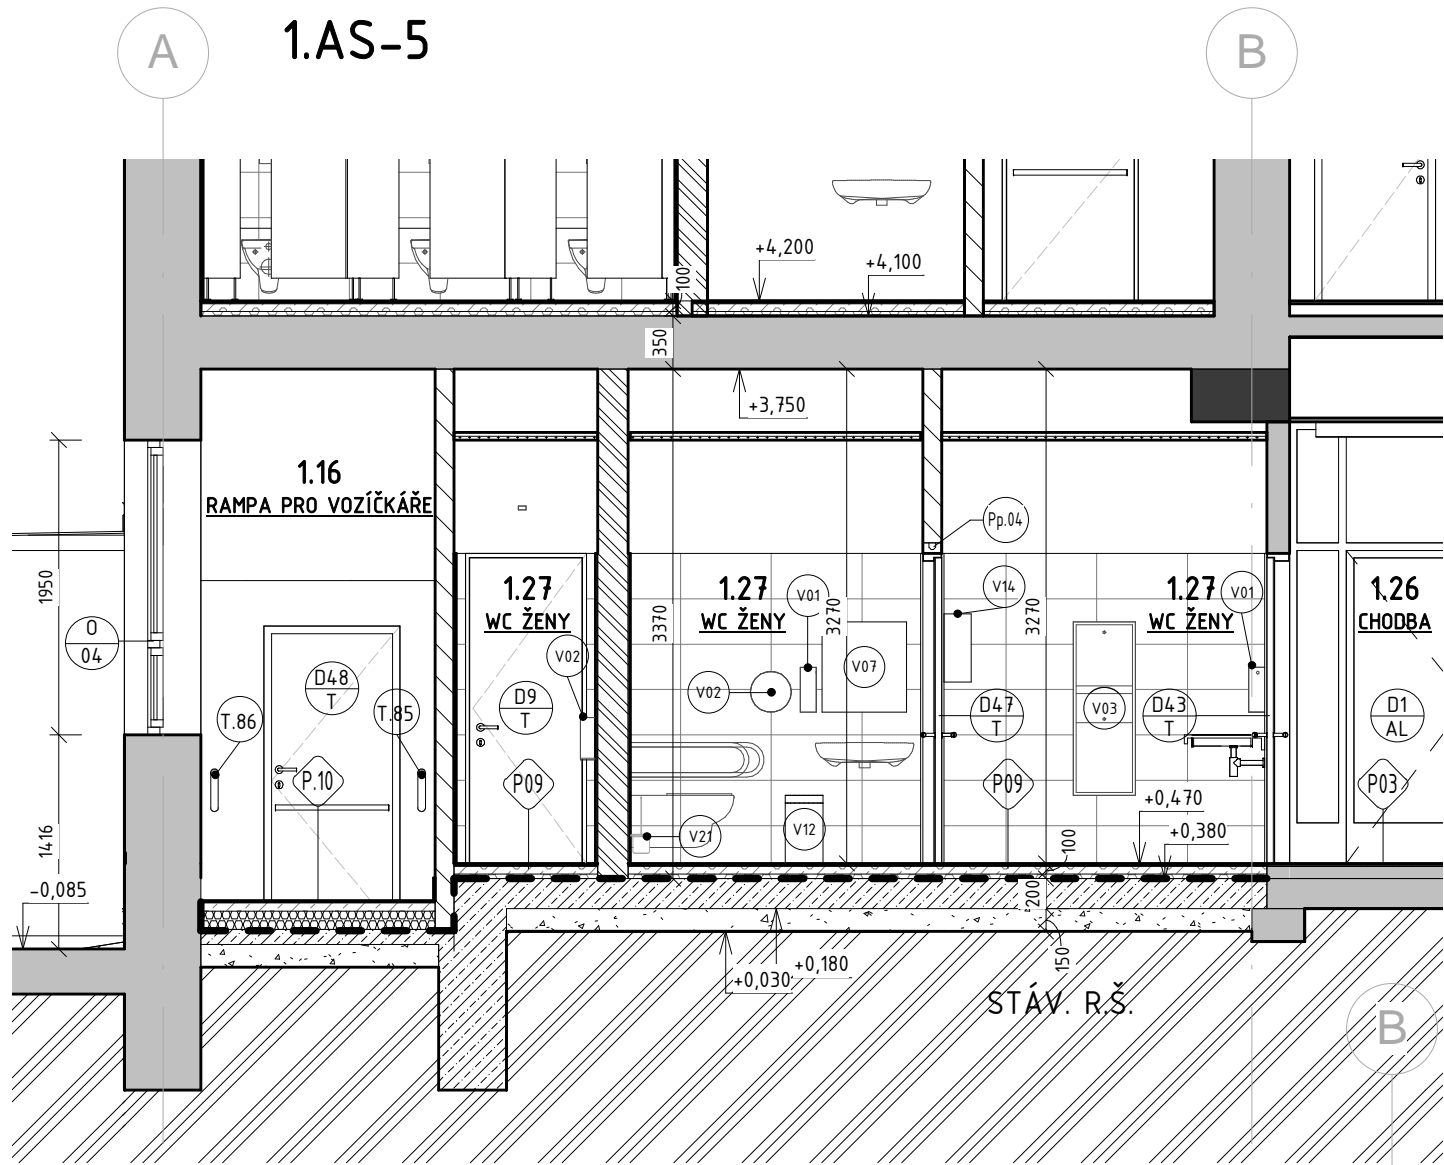 1.AS-5
A
B
+4,200
+4,100
100
350
+3,750
1.16
RAMPA PRO VOZÍČKÁŘE
Pp.04
1950
O
04
1.27
WC ŽENY
1.27
WC ŽENY
V01
3370
3270
V14
3270
1.27
WC ŽENY
V01
1.26
CHODBA
V02
V02
V07
D48
T
D9
T
D47
T
V03
D43
T
D1
AL
T.86
T.85
P.10
P09
P09
P03
+0,470
+0,380
V21
V12
1416
100
-0,085
200
150
+0,180
+0,030
STÁV. R.Š.
B